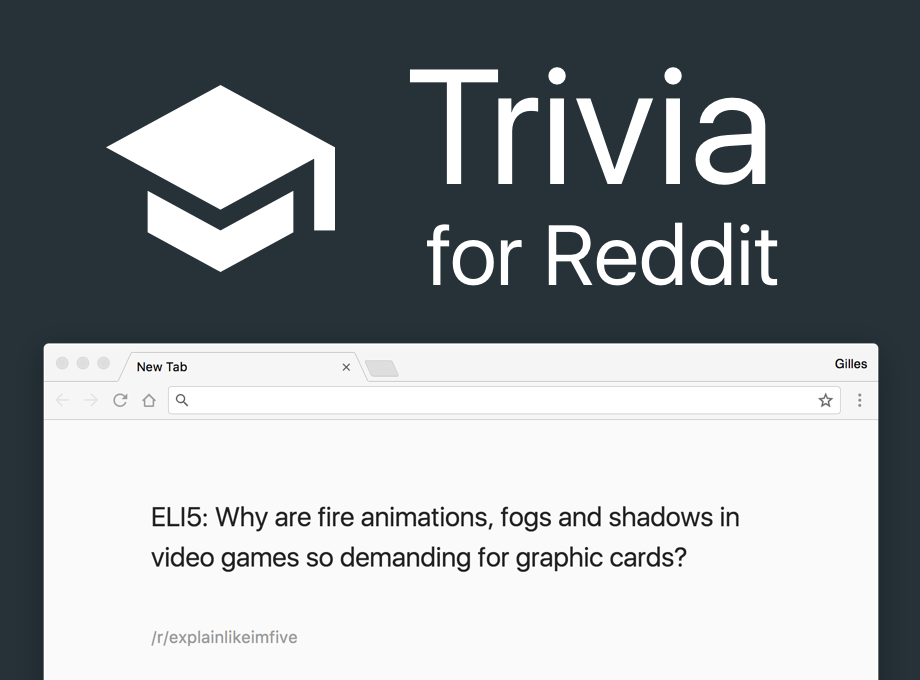 Trivia
for Reddit
New Tab
Gilles
ELI5: Why are fire animations, fogs and shadows in
video games so demanding for graphic cards?
/r/explainlikeimfive